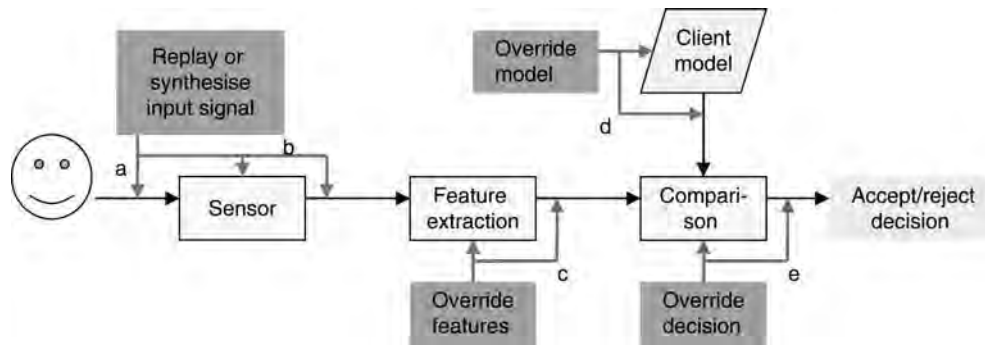 Replay or
synthesise
input signal
Override
model
Client
model
a
b
d
Sensor
Feature
extraction
Compari-
son
Accept/reject
decision
c
e
Override
features
Override
decision